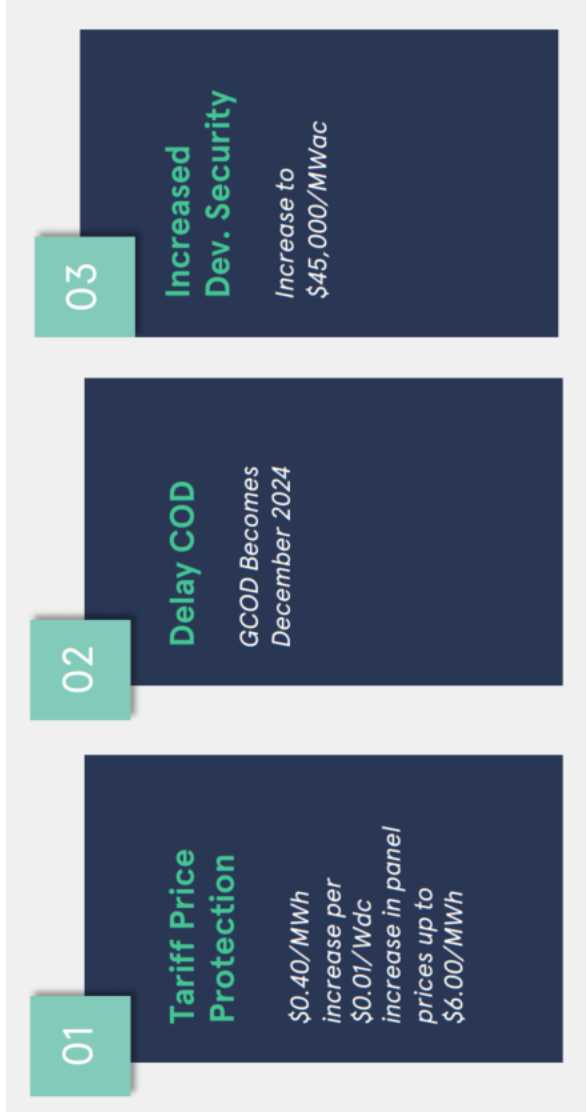 01
Tariff Price
Protection
$0.40/MWh
increase per
$0.01/Wdc
increase in panel
prices up to
$6.00/MWh
02
Delay COD
GCOD Becomes
December 2024
03
Increased
Dev. Security
Increase to
$45,000/MWac